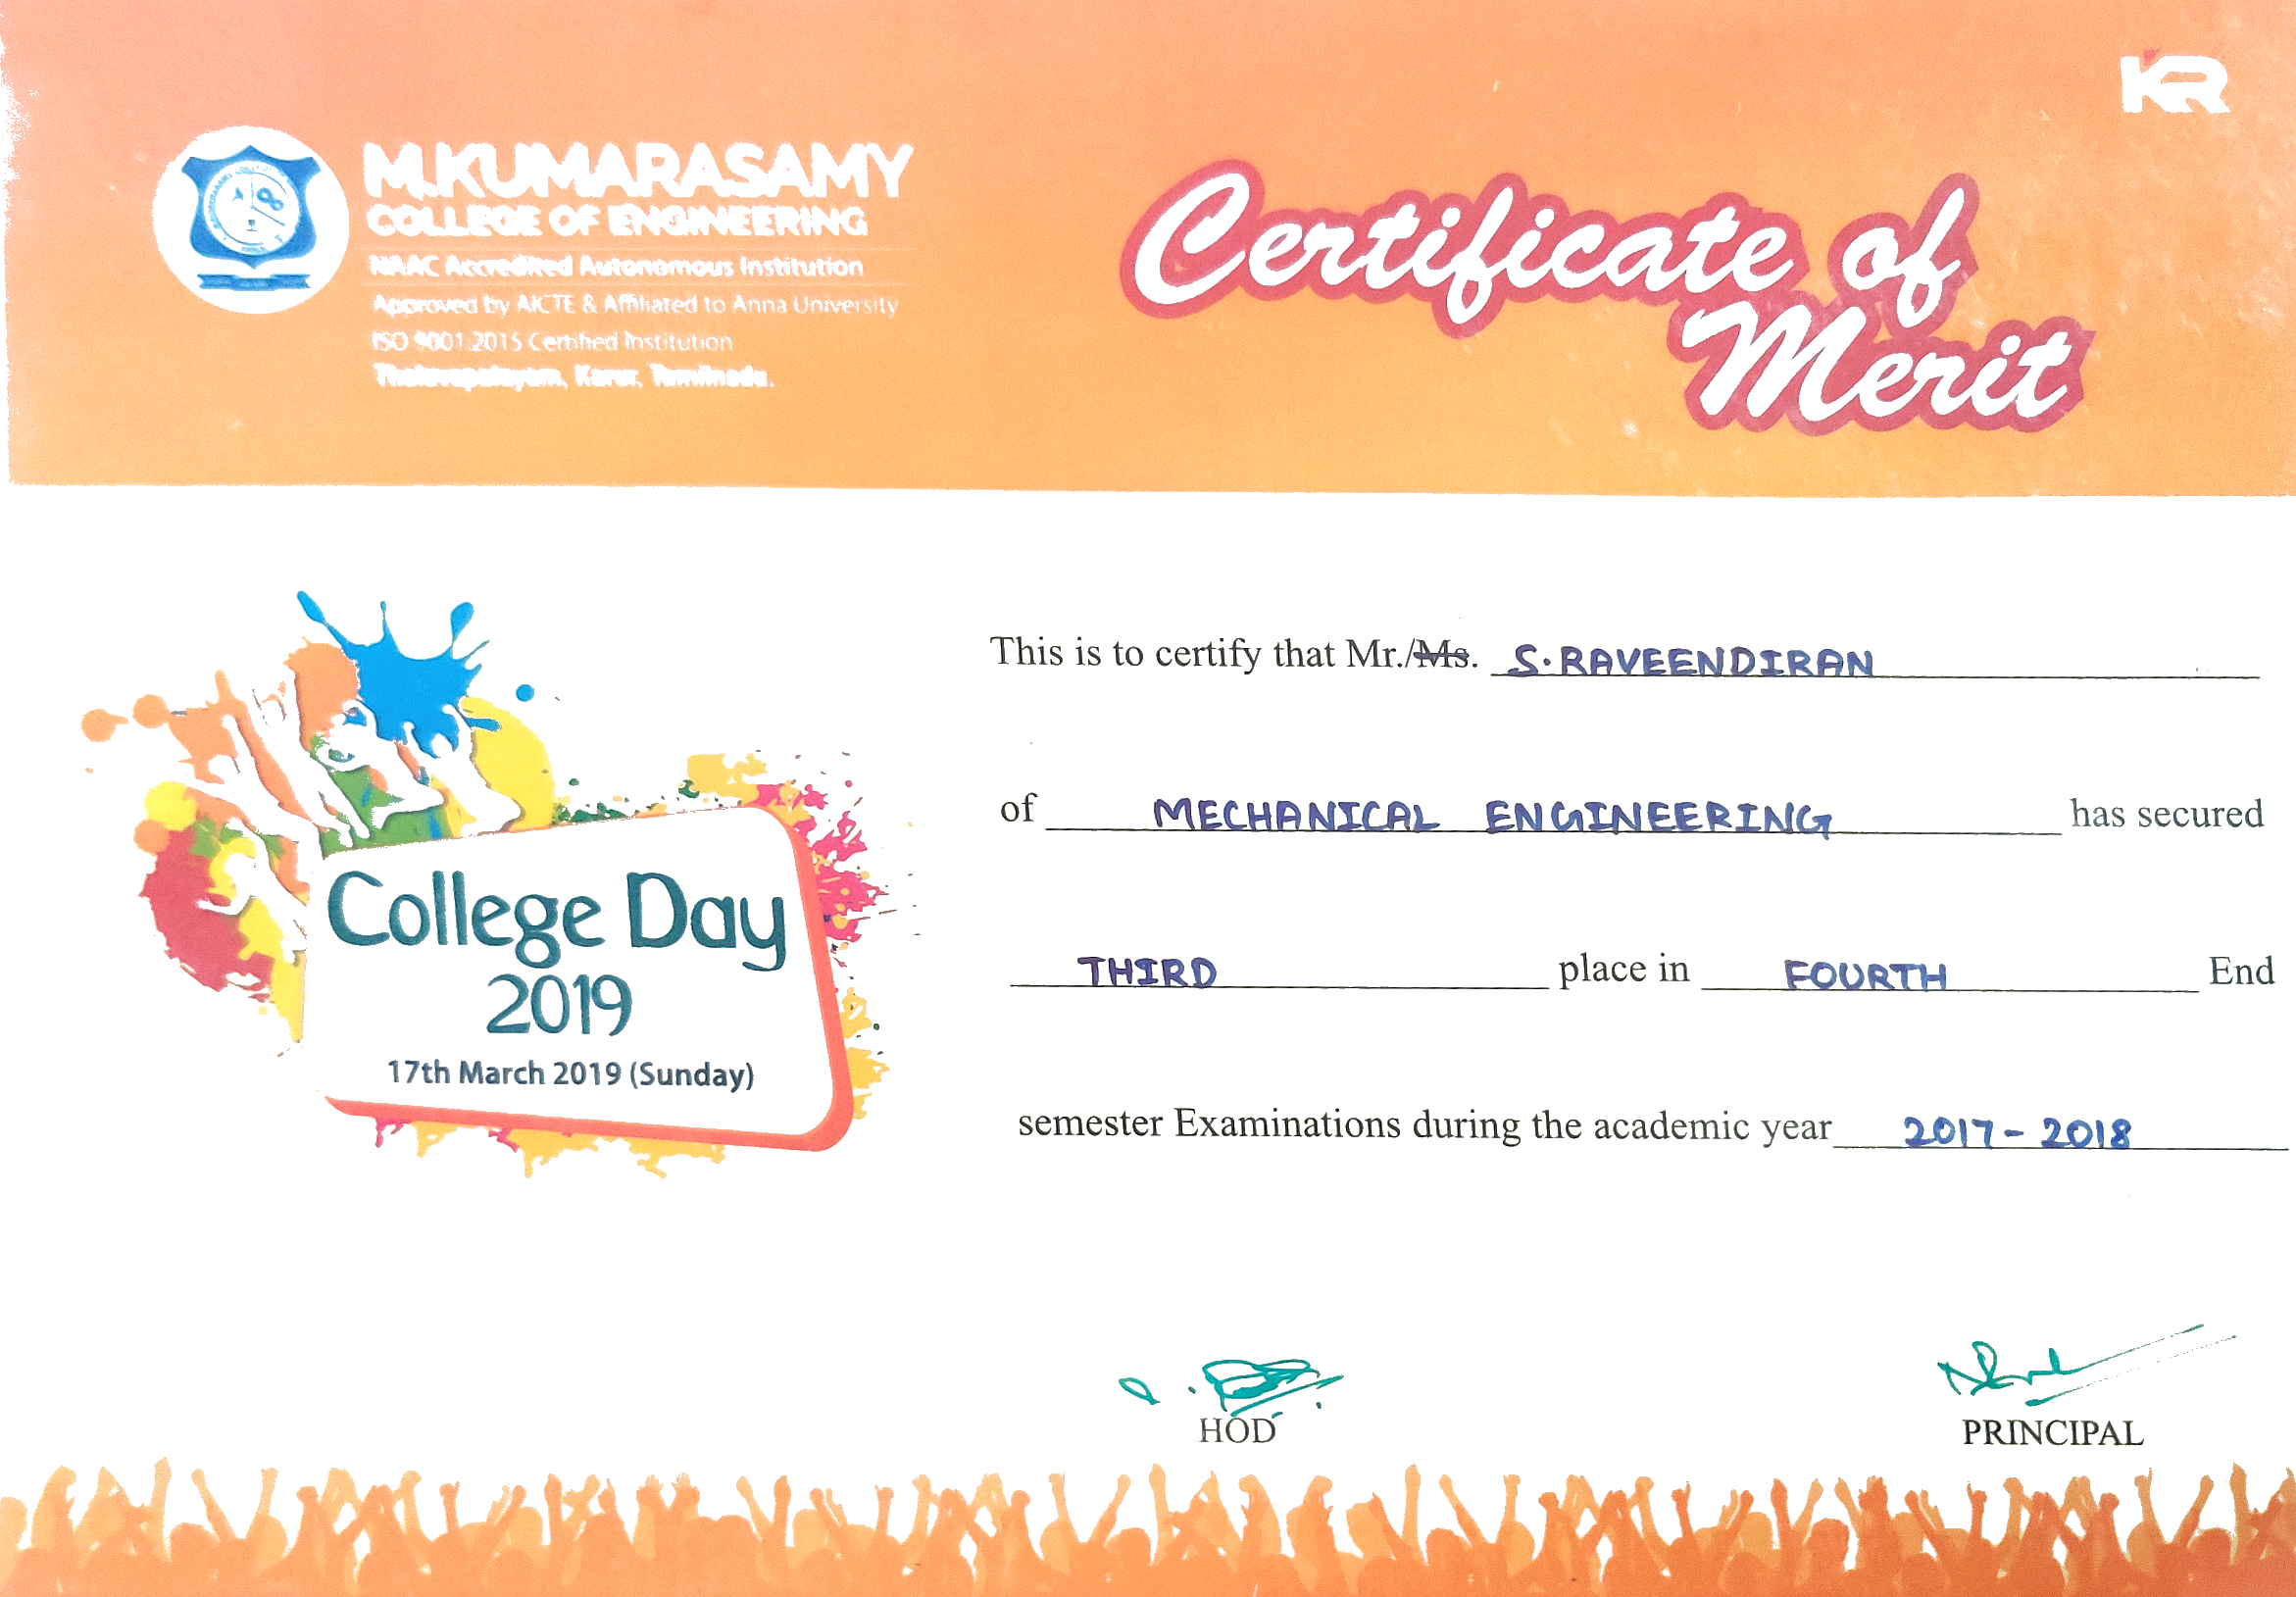 KR
M.KUMARASAMY
COLLEGE OF ENGINEERING
NAAC Accredited Autonomous Institution
Approved by AICTE & Affiliated to Anna University
ISO 9001:2015 Certified Institution
Thalavapalayam, Karur, Tamilnadu.
Certificate of
Merit
This is to certify that Mr./Ms. S.RAVEENDIRAN
of MECHANICAL ENGINEERING has secured
THIRD place in FOURTH End
semester Examinations during the academic year 2017-2018
College Day
2019
17th March 2019 (Sunday)
HOD
PRINCIPAL